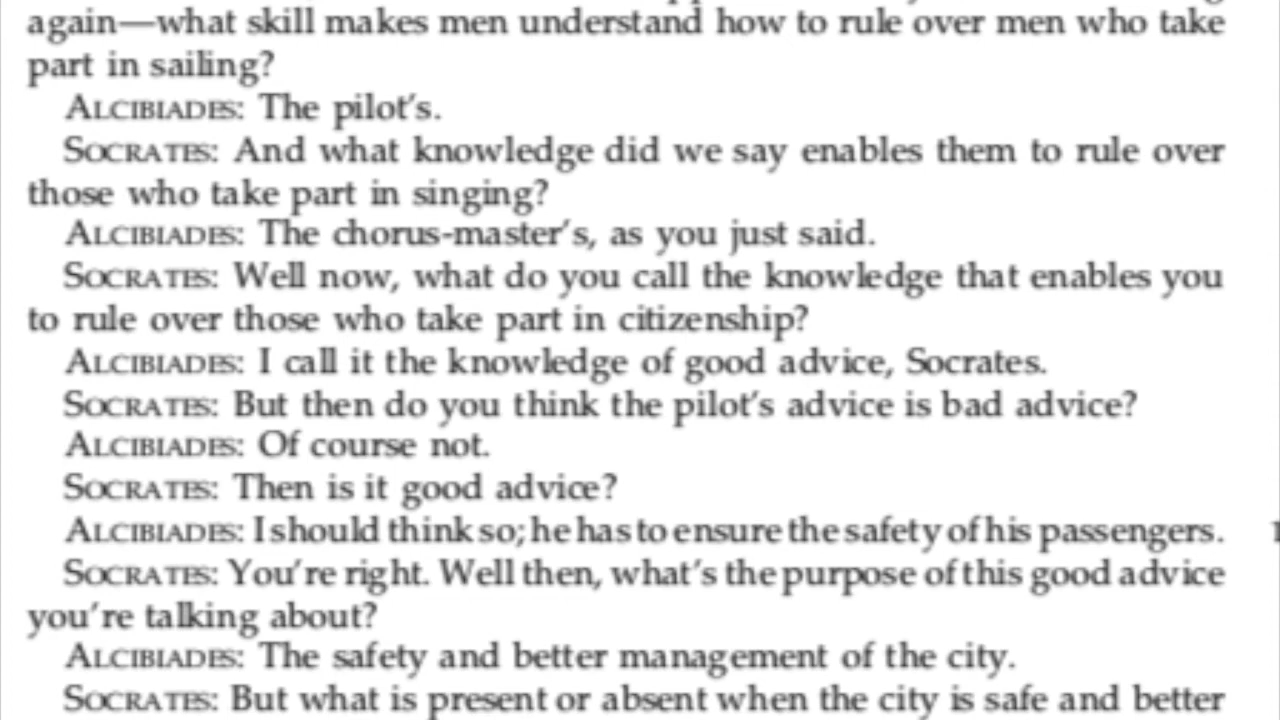 again—what skill makes men understand how to rule over men who take
part in sailing?
ALCIBIADES: The pilot's.
SOCRATES: And what knowledge did we say enables them to rule over
those who take part in singing?
ALCIBIADES: The chorus-master's, as you just said.
SOCRATES: Well now, what do you call the knowledge that enables you
to rule over those who take part in citizenship?
ALCIBIADES: I call it the knowledge of good advice, Socrates.
SOCRATES: But then do you think the pilot's advice is bad advice?
ALCIBIADES: Of course not.
SOCRATES: Then is it good advice?
ALCIBIADES: I should think so; he has to ensure the safety of his passengers.
SOCRATES: You're right. Well then, what's the purpose of this good advice
you're talking about?
ALCIBIADES: The safety and better management of the city.
SOCRATES: But what is present or absent when the city is safe and better